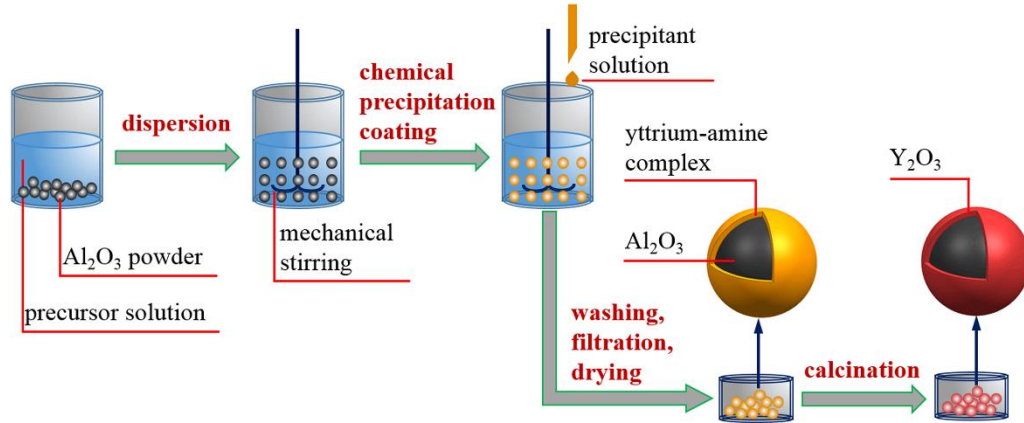 dispersion
Al₂O₃ powder
precursor solution
mechanical
stirring
chemical
precipitation
coating
precipitant
solution
washing,
filtration,
drying
yttrium-amine
complex
Al₂O₃
calcination
Y₂O₃